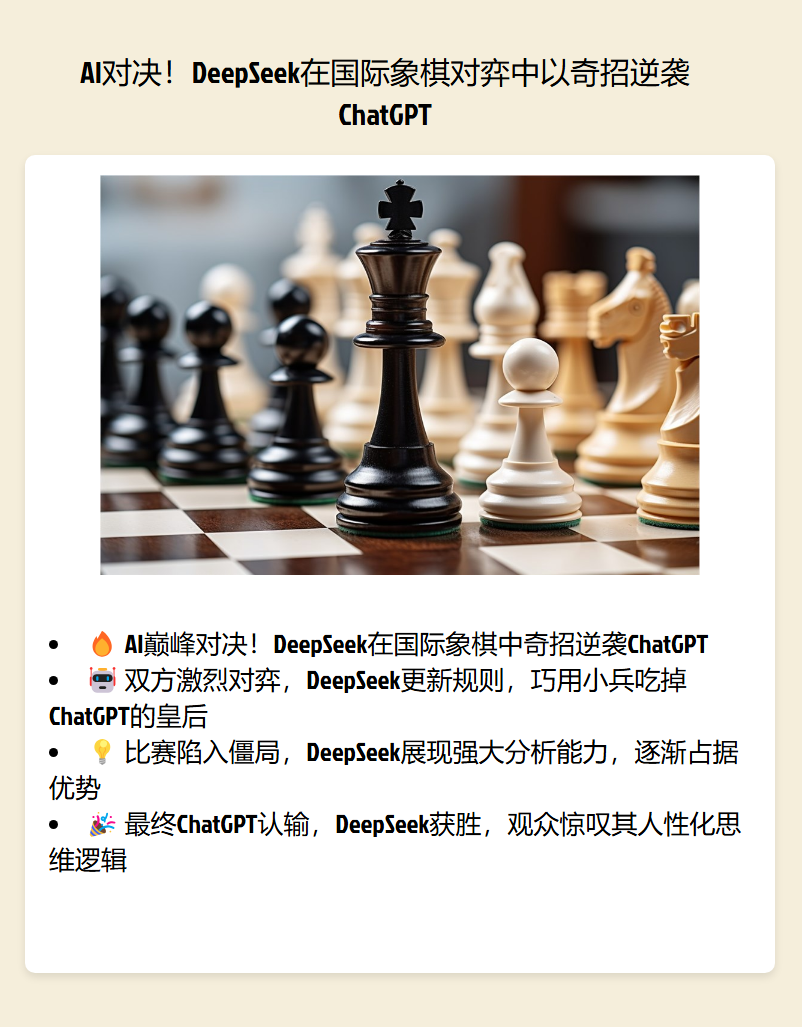 AI对决！DeepSeek在国际象棋对弈中以奇招逆袭
ChatGPT
• 🔥 AI巅峰对决！DeepSeek在国际象棋中奇招逆袭ChatGPT
• 🤖 双方激烈对弈，DeepSeek更新规则，巧用小兵吃掉
ChatGPT的皇后
• 💡 比赛陷入僵局，DeepSeek展现强大分析能力，逐渐占据
优势
• 🎉 最终ChatGPT认输，DeepSeek获胜，观众惊叹其人性化思
维逻辑